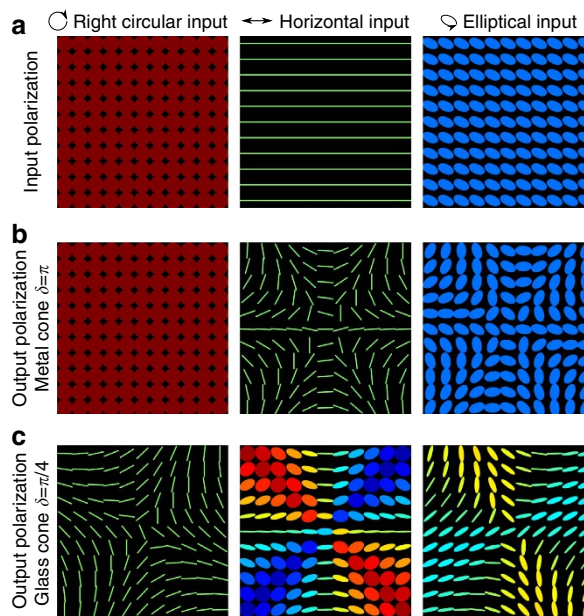 Right circular input
Horizontal input
Elliptical input
a
Input polarization
b
Output polarization
Metal cone δ=π
c
Output polarization
Glass cone δ=π/4